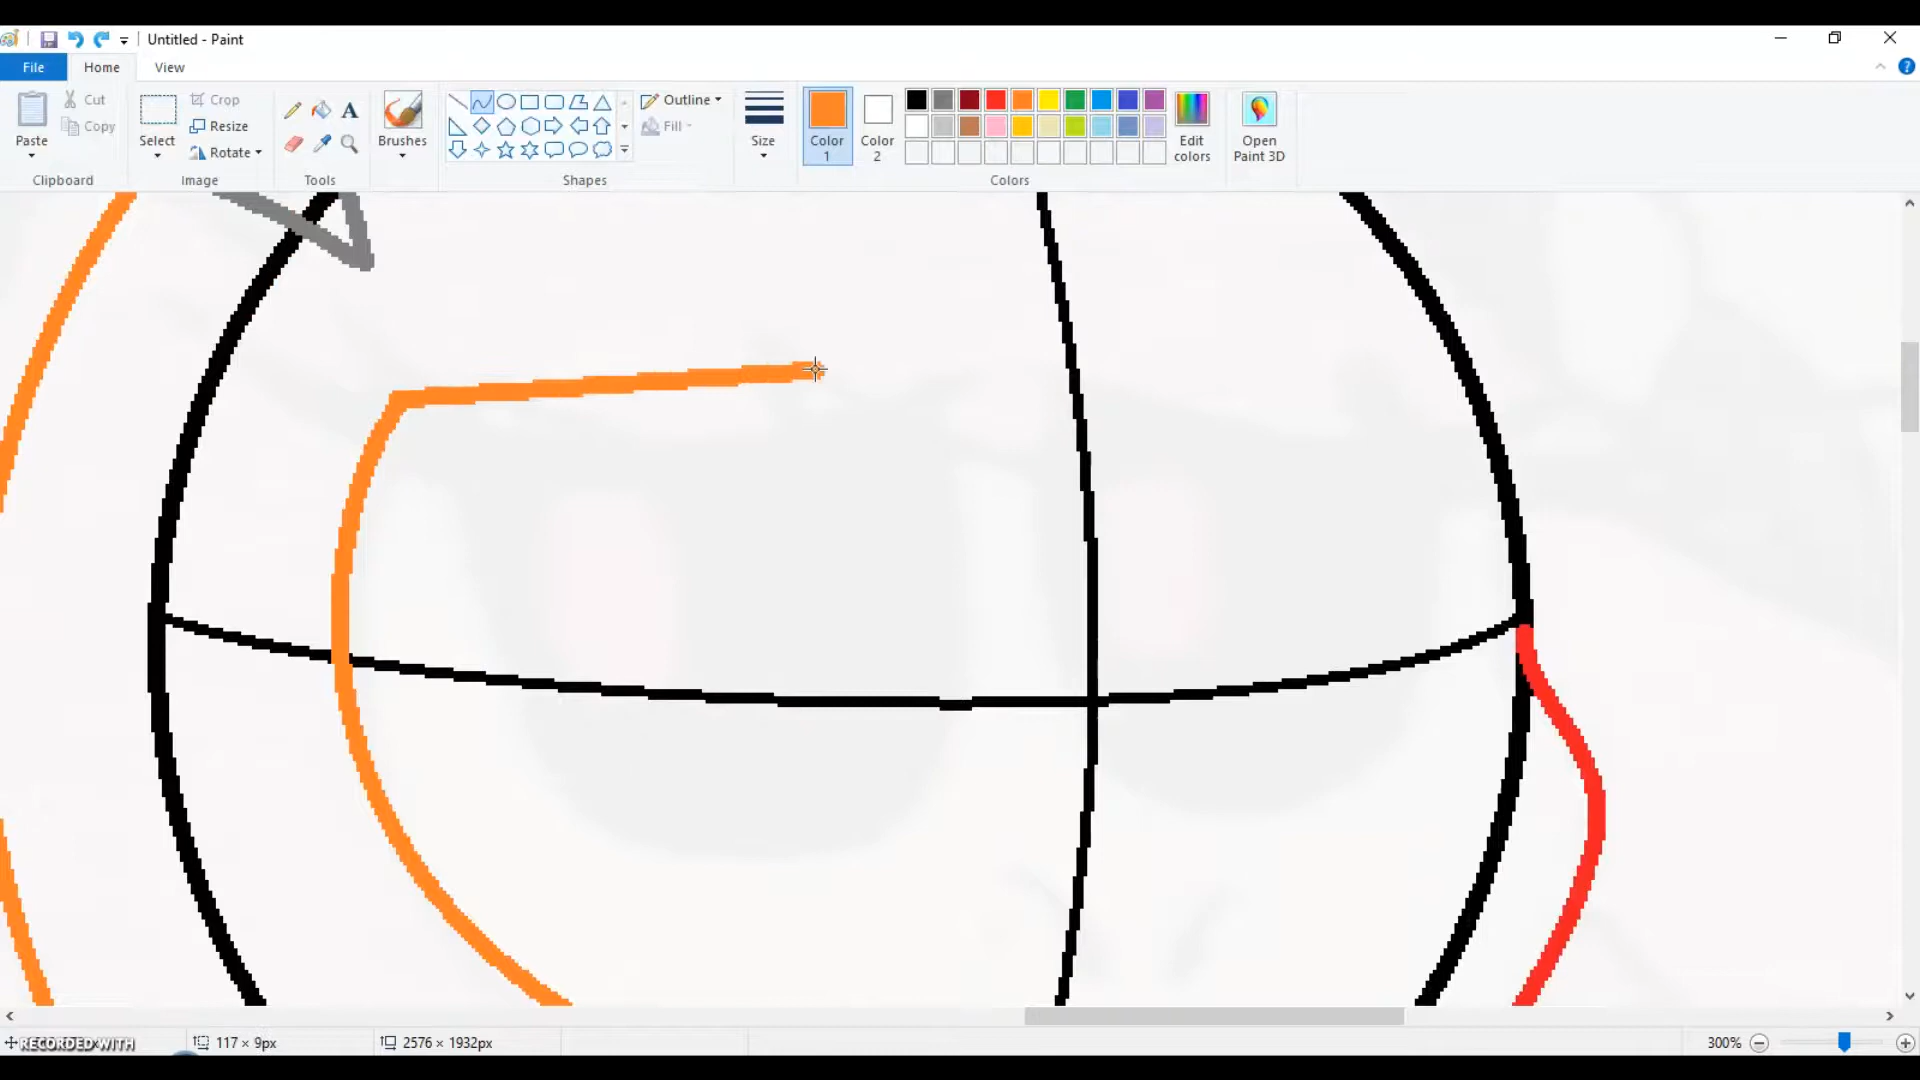 Untitled - Paint
File Home View
Paste Cut Copy Select Crop Resize Rotate A Brushes Outline Fill Size Color 1 Color 2 Edit colors Open Paint 3D
Clipboard Image Tools Shapes Colors
RECORDED WITH 117 × 9px 2576 × 1932px 300%